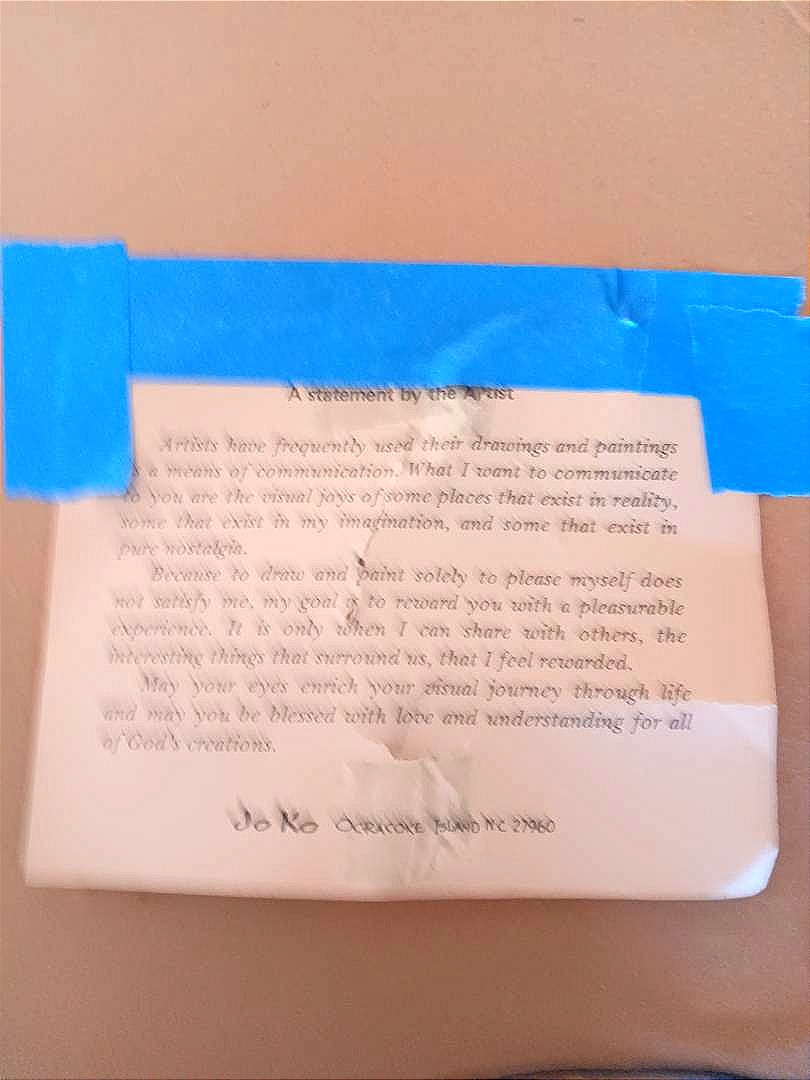 A statement by the Artist
Artists have frequently used their drawings and paintings
as a means of communication. What I want to communicate
to you are the visual joys of some places that exist in reality,
some that exist in my imagination, and some that exist in
pure nostalgia.
Because to draw and paint solely to please myself does
not satisfy me, my goal is to reward you with a pleasurable
experience. It is only when I can share with others, the
interesting things that surround us, that I feel rewarded.
May your eyes enrich your visual journey through life
and may you be blessed with love and understanding for all
of God's creations.
Jo Ko OCRACOKE ISLAND N.C 27960